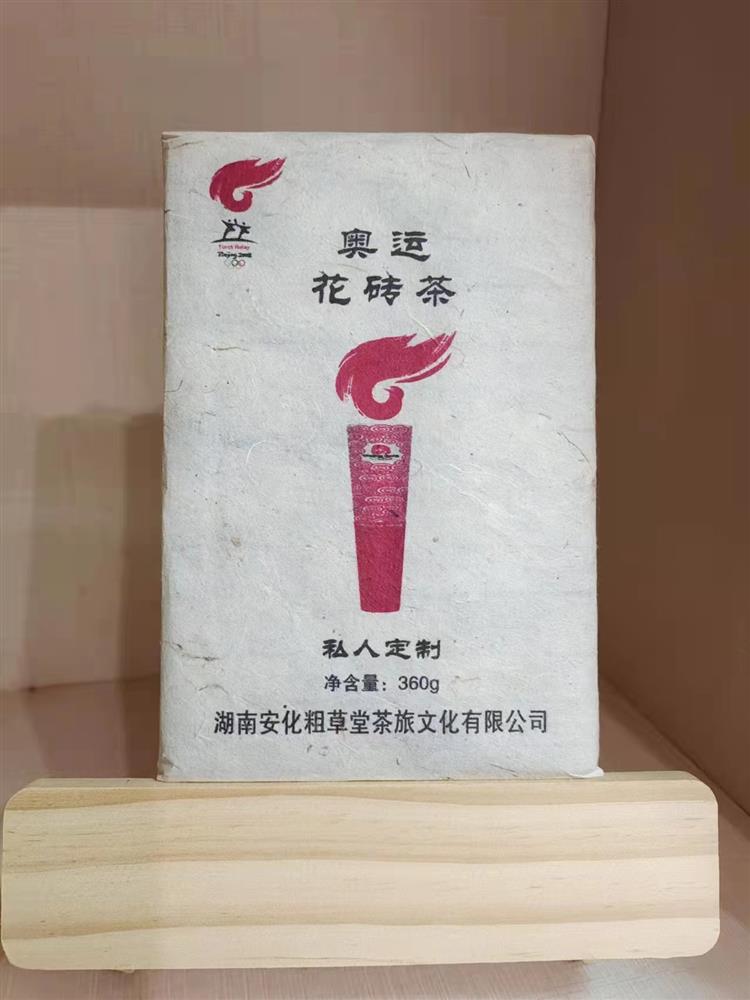 Torch Relay
Beijing 2008
奥运
花砖茶
私人定制
净含量：360g
湖南安化粗草堂茶旅文化有限公司